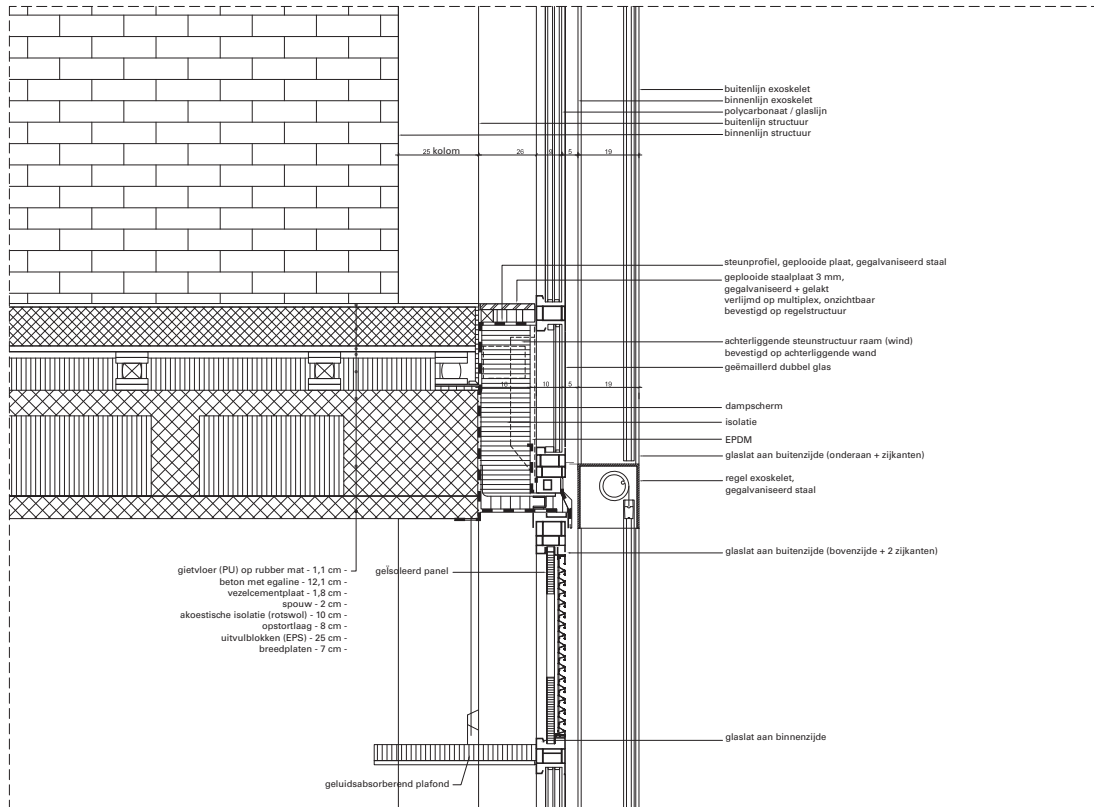 buitenlijn exoskelet
binnenlijn exoskelet
polycarbonaat / glaslijn
buitenlijn structuur
binnenlijn structuur
25 kolom 26 9 5 19
steunprofiel, geplooide plaat, gegalvaniseerd staal
geplooide staalplaat 3 mm,
gegalvaniseerd + gelakt
verlijmd op multiplex, onzichtbaar
bevestigd op regelstructuur
achterliggende steunstructuur raam (wind)
bevestigd op achterliggende wand
geëmailleerd dubbel glas
16 10 5 19
dampscherm
isolatie
EPDM
glaslat aan buitenzijde (onderaan + zijkanten)
regel exoskelet,
gegalvaniseerd staal
glaslat aan buitenzijde (bovenzijde + 2 zijkanten)
gietvloer (PU) op rubber mat - 1,1 cm -
beton met egaline - 12,1 cm -
vezelcementplaat - 1,8 cm -
spouw - 2 cm -
akoestische isolatie (rotswol) - 10 cm -
opstortlaag - 8 cm -
uitvulblokken (EPS) - 25 cm -
breedplaten - 7 cm -
geïsoleerd panel
glaslat aan binnenzijde
geluidsabsorberend plafond